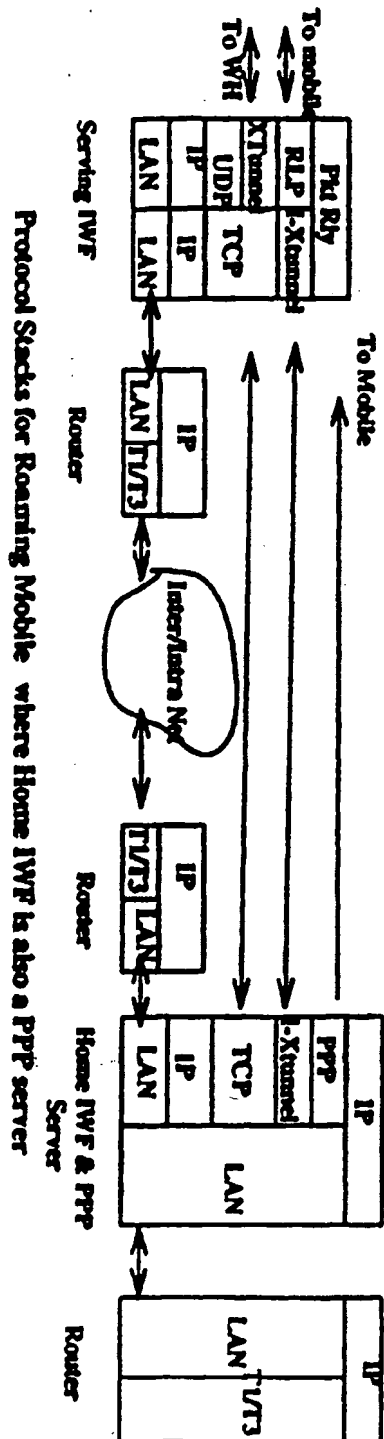 To mobile
To WH
Pkt Rly
RLP I-Xtunnel
XTunnel
UDP TCP
IP IP
LAN LAN
Serving IWF
To Mobile
IP
LAN T1/T3
Router
Inter/Intra Net
IP
T1/T3 LAN
Router
IP
PPP
I-Xtunnel
TCP
IP
LAN
LAN
Home IWF & PPP
Server
IP
LAN T1/T3
Router
Protocol Stacks for Roaming Mobile where Home IWF is also a PPP server